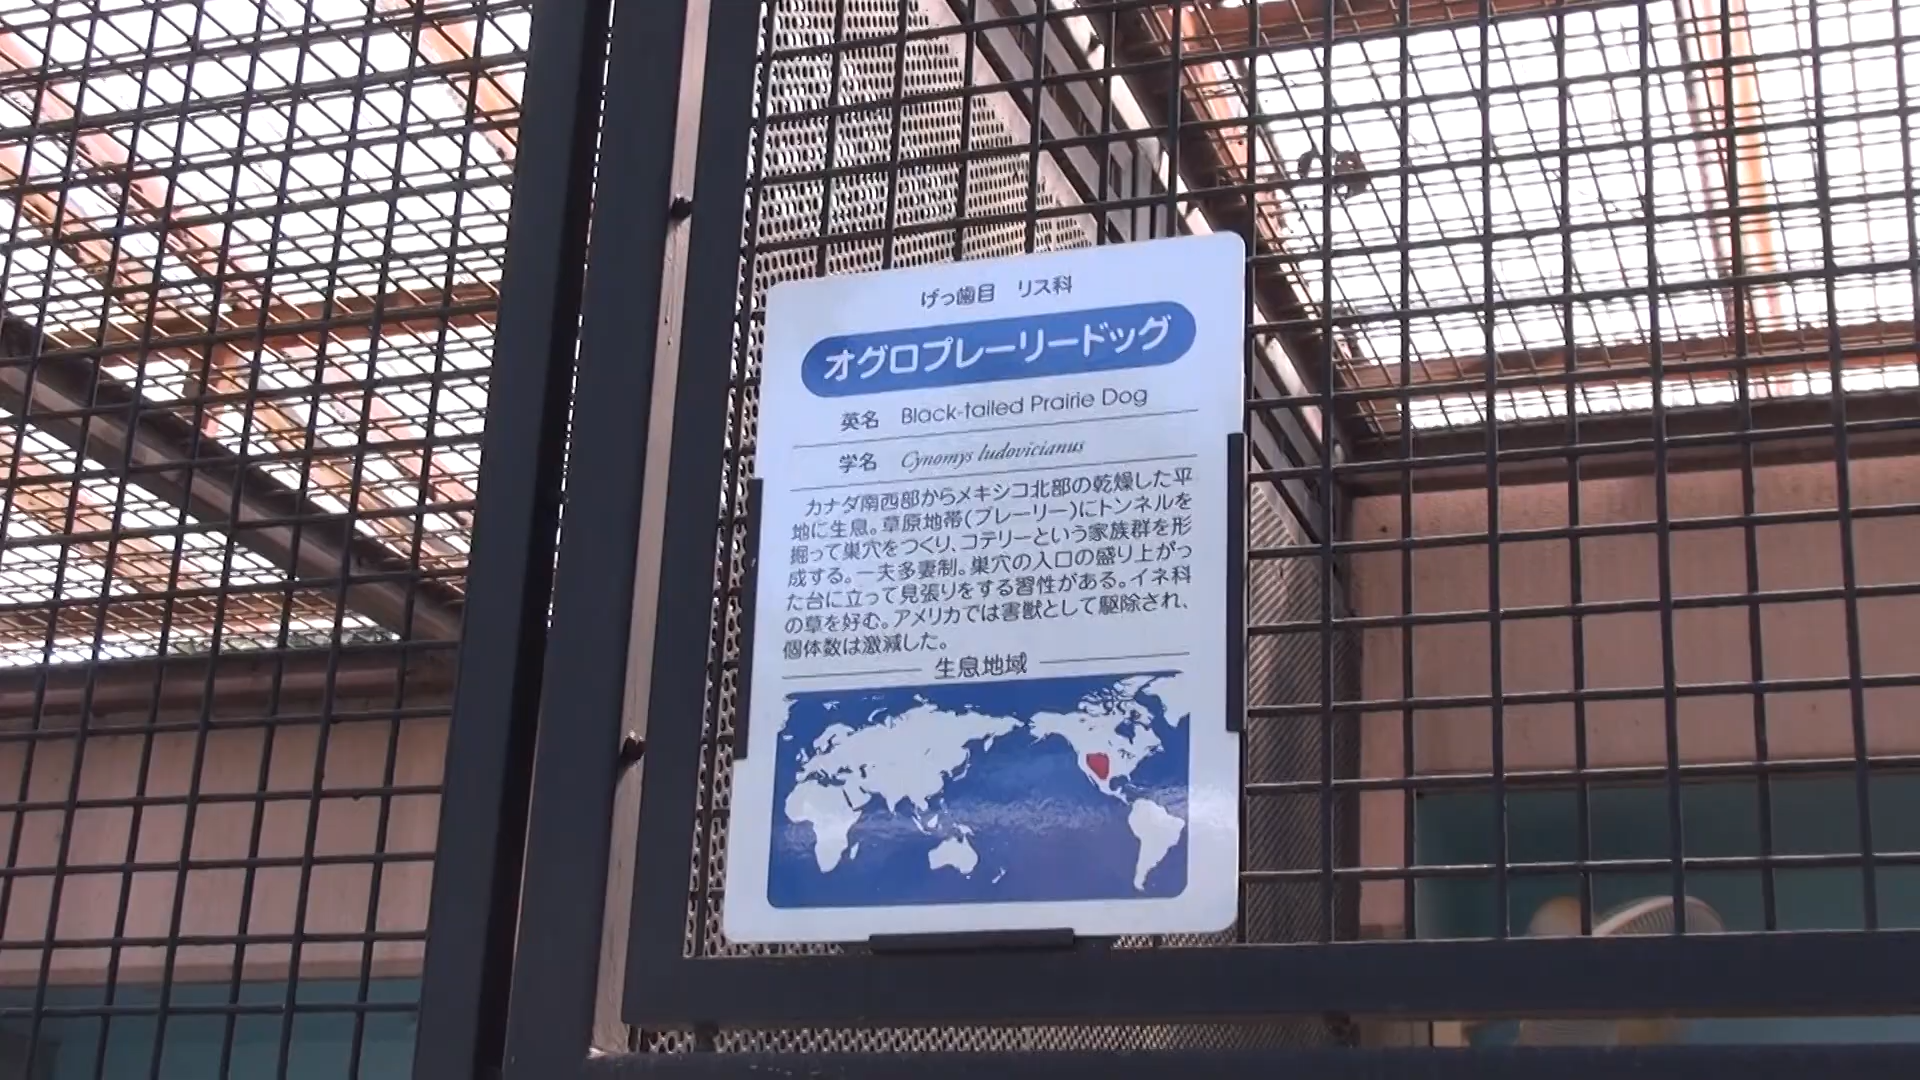 げっ歯目 リス科
オグロプレーリードッグ
英名 Black-tailed Prairie Dog
学名 Cynomys ludovicianus
カナダ南西部からメキシコ北部の乾燥した平
地に生息。草原地帯(プレーリー)にトンネルを
掘って巣穴をつくり、コテリーという家族群を形
成する。一夫多妻制。巣穴の入口の盛り上がっ
た台に立って見張りをする習性がある。イネ科
の草を好む。アメリカでは害獣として駆除され、
個体数は激減した。
生息地域